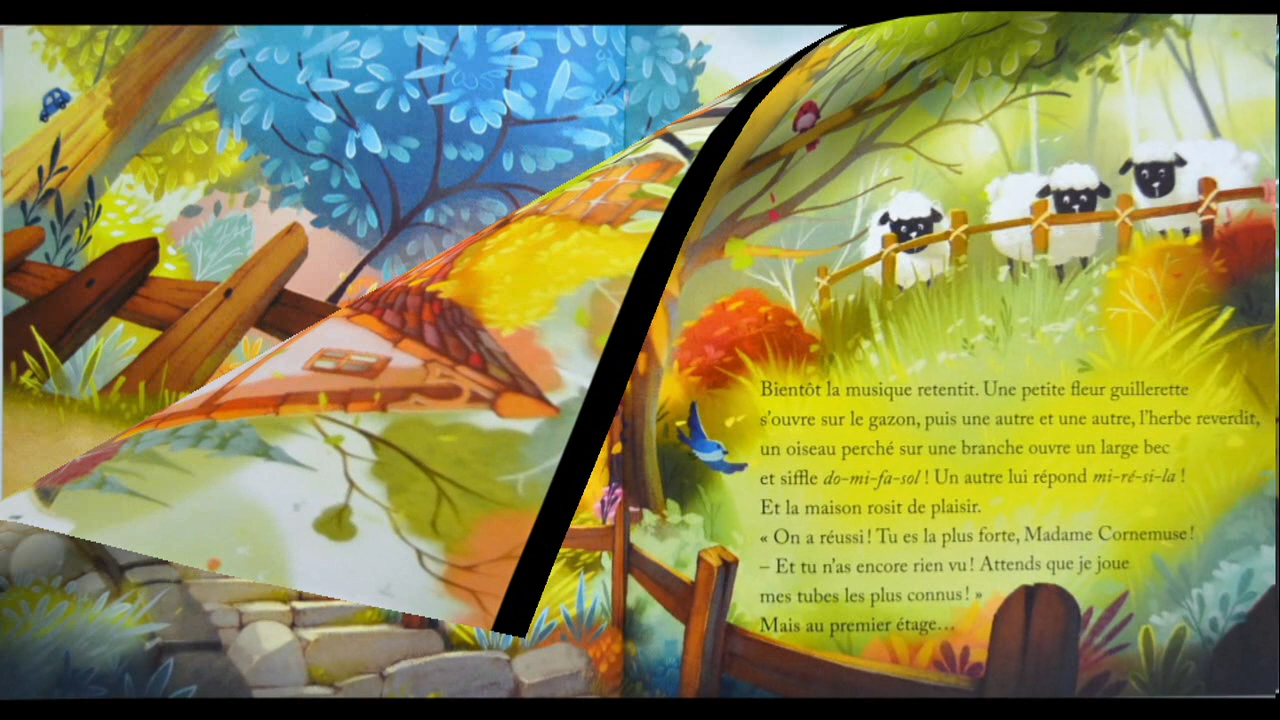 Bientôt la musique retentit. Une petite fleur guillerette
s'ouvre sur le gazon, puis une autre et une autre, l'herbe reverdit,
un oiseau perché sur une branche ouvre un large bec
et siffle do-mi-fa-sol ! Un autre lui répond mi-ré-si-la !
Et la maison rosit de plaisir.
« On a réussi ! Tu es la plus forte, Madame Cornemuse !
– Et tu n'as encore rien vu ! Attends que je joue
mes tubes les plus connus ! »
Mais au premier étage…